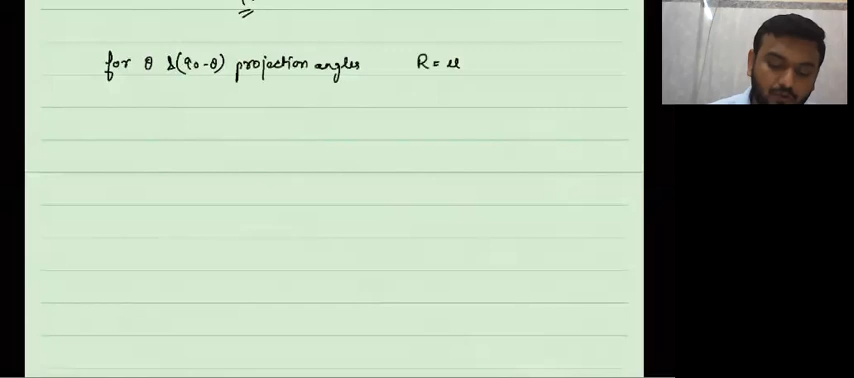 for θ &(90-θ) projection angles R = u